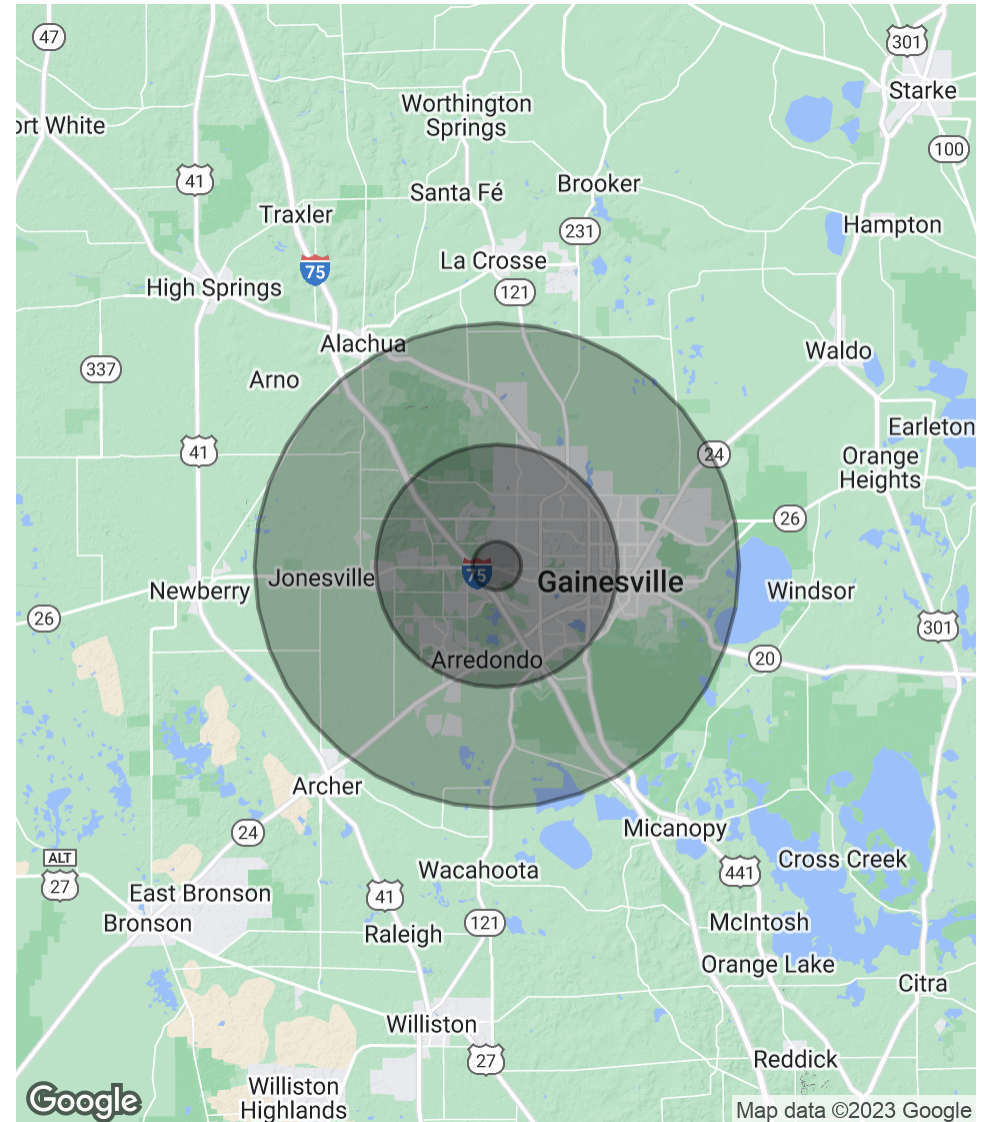 47
301
Starke
Worthington
Springs
ort White
100
41
Santa Fé
Brooker
Traxler
231
Hampton
La Crosse
75
High Springs
121
Alachua
Waldo
337
Arno
Earleton
41
24
Orange
Heights
26
75
Jonesville
Gainesville
Newberry
Windsor
26
301
Arredondo
20
Archer
Micanopy
24
ALT
27
Wacahoota
Cross Creek
441
East Bronson
41
Bronson
121
McIntosh
Raleigh
Orange Lake
Citra
Williston
27
Reddick
Williston
Highlands
Google
Map data ©2023 Google